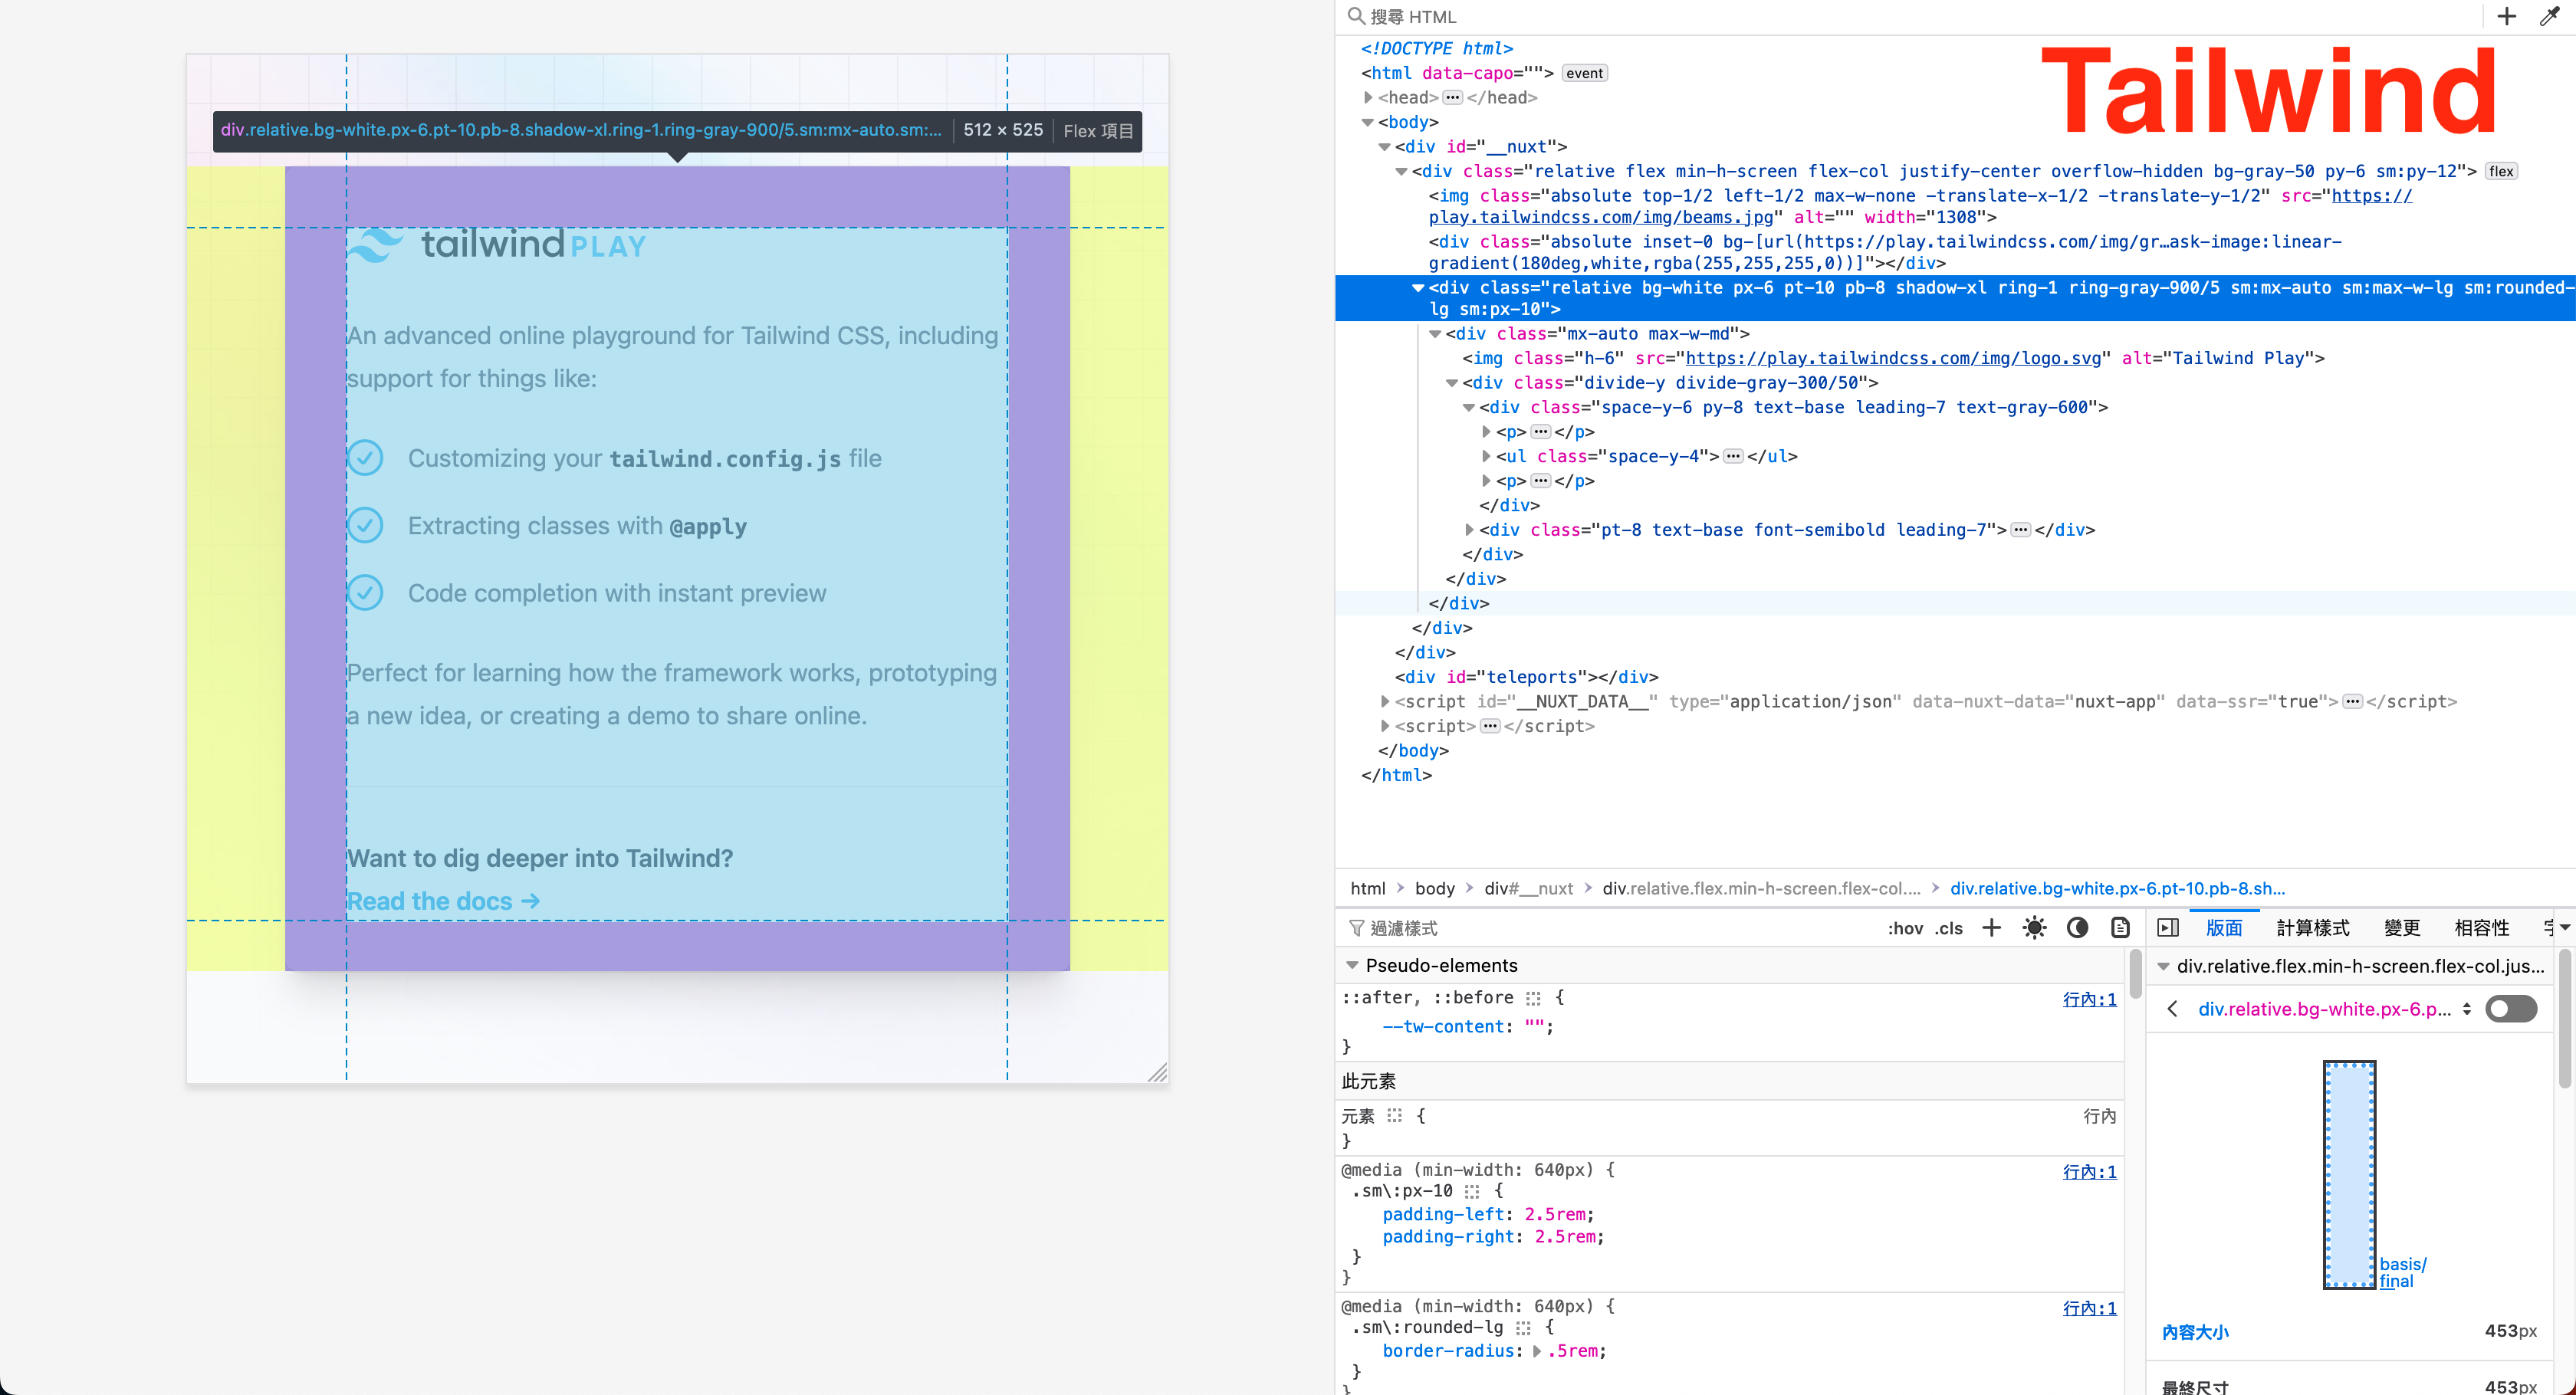 div.relative.bg-white.px-6.pt-10.pb-8.shadow-xl.ring-1.ring-gray-900/5.sm:mx-auto.sm:... 512 × 525 Flex 項目
tailwind PLAY
An advanced online playground for Tailwind CSS, including
support for things like:
Customizing your tailwind.config.js file
Extracting classes with @apply
Code completion with instant preview
Perfect for learning how the framework works, prototyping
a new idea, or creating a demo to share online.
Want to dig deeper into Tailwind?
Read the docs →
搜尋 HTML
Tailwind
<!DOCTYPE html>
<html data-capo=""> event
<head>…</head>
<body>
<div id="__nuxt">
<div class="relative flex min-h-screen flex-col justify-center overflow-hidden bg-gray-50 py-6 sm:py-12"> flex
<img class="absolute top-1/2 left-1/2 max-w-none -translate-x-1/2 -translate-y-1/2" src="https://
play.tailwindcss.com/img/beams.jpg" alt="" width="1308">
<div class="absolute inset-0 bg-[url(https://play.tailwindcss.com/img/gr…ask-image:linear-
gradient(180deg,white,rgba(255,255,255,0))]"></div>
<div class="relative bg-white px-6 pt-10 pb-8 shadow-xl ring-1 ring-gray-900/5 sm:mx-auto sm:max-w-lg sm:rounded-
lg sm:px-10">
<div class="mx-auto max-w-md">
<img class="h-6" src="https://play.tailwindcss.com/img/logo.svg" alt="Tailwind Play">
<div class="divide-y divide-gray-300/50">
<div class="space-y-6 py-8 text-base leading-7 text-gray-600">
<p>…</p>
<ul class="space-y-4">…</ul>
<p>…</p>
</div>
<div class="pt-8 text-base font-semibold leading-7">…</div>
</div>
</div>
</div>
</div>
</div>
<div id="teleports"></div>
<script id="__NUXT_DATA__" type="application/json" data-nuxt-data="nuxt-app" data-ssr="true">…</script>
<script>…</script>
</body>
</html>
html > body > div#__nuxt > div.relative.flex.min-h-screen.flex-col.… > div.relative.bg-white.px-6.pt-10.pb-8.sh…
過濾樣式 :hov .cls
Pseudo-elements
::after, ::before {
行內:1
--tw-content: "";
}
此元素
元素 {
行內
}
@media (min-width: 640px) {
行內:1
.sm\:px-10 {
padding-left: 2.5rem;
padding-right: 2.5rem;
}
}
@media (min-width: 640px) {
行內:1
.sm\:rounded-lg {
border-radius: .5rem;
}
}
版面 計算樣式 變更 相容性
div.relative.flex.min-h-screen.flex-col.jus…
div.relative.bg-white.px-6.p…
basis/
final
內容大小 453px
最終尺寸 453px